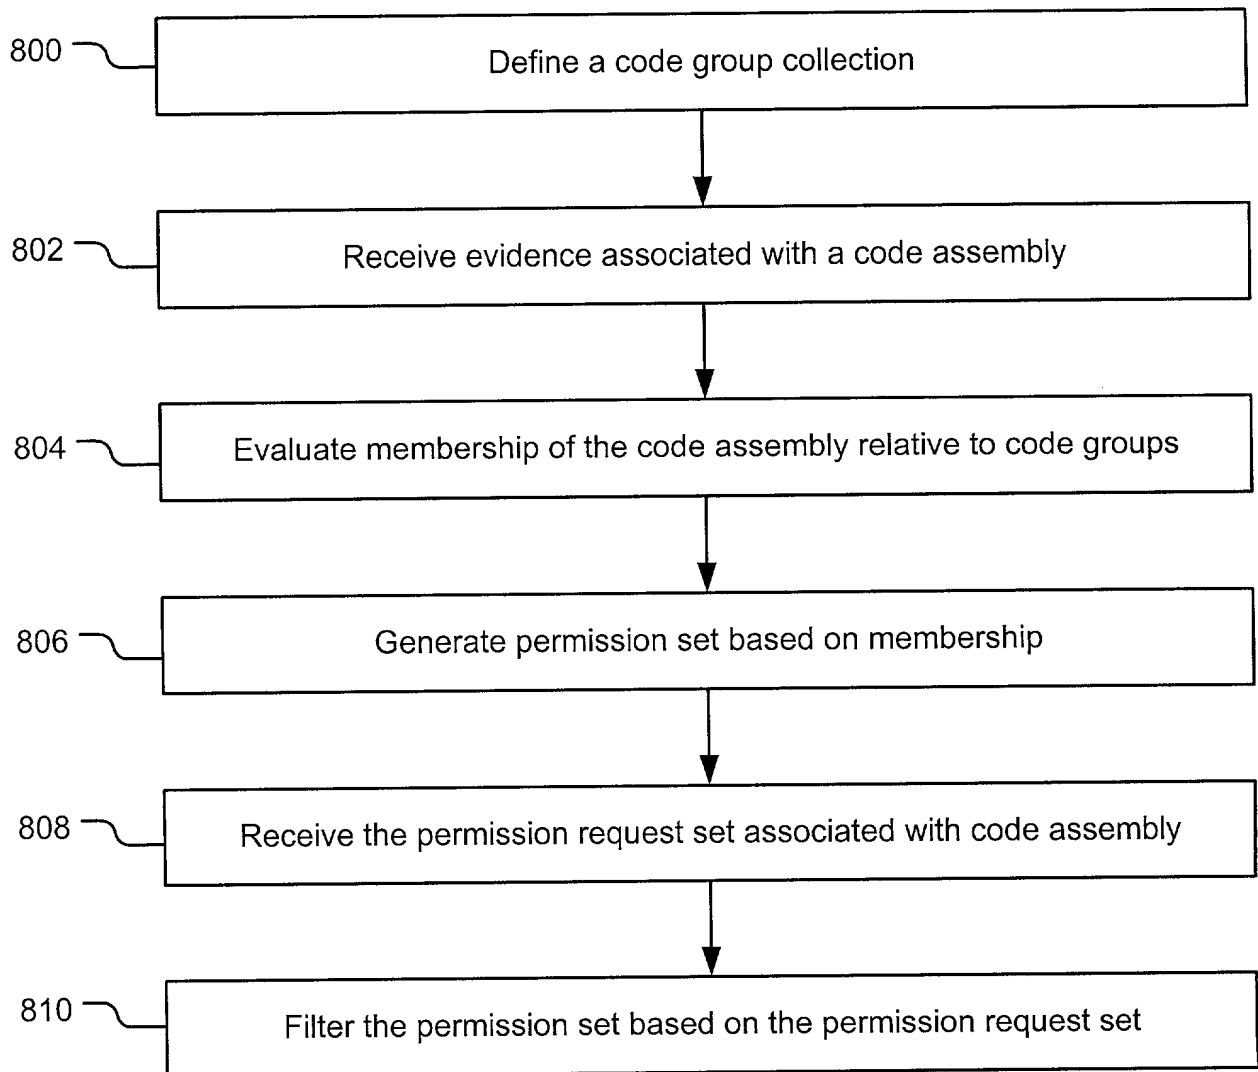 800
Define a code group collection
802
Receive evidence associated with a code assembly
804
Evaluate membership of the code assembly relative to code groups
806
Generate permission set based on membership
808
Receive the permission request set associated with code assembly
810
Filter the permission set based on the permission request set